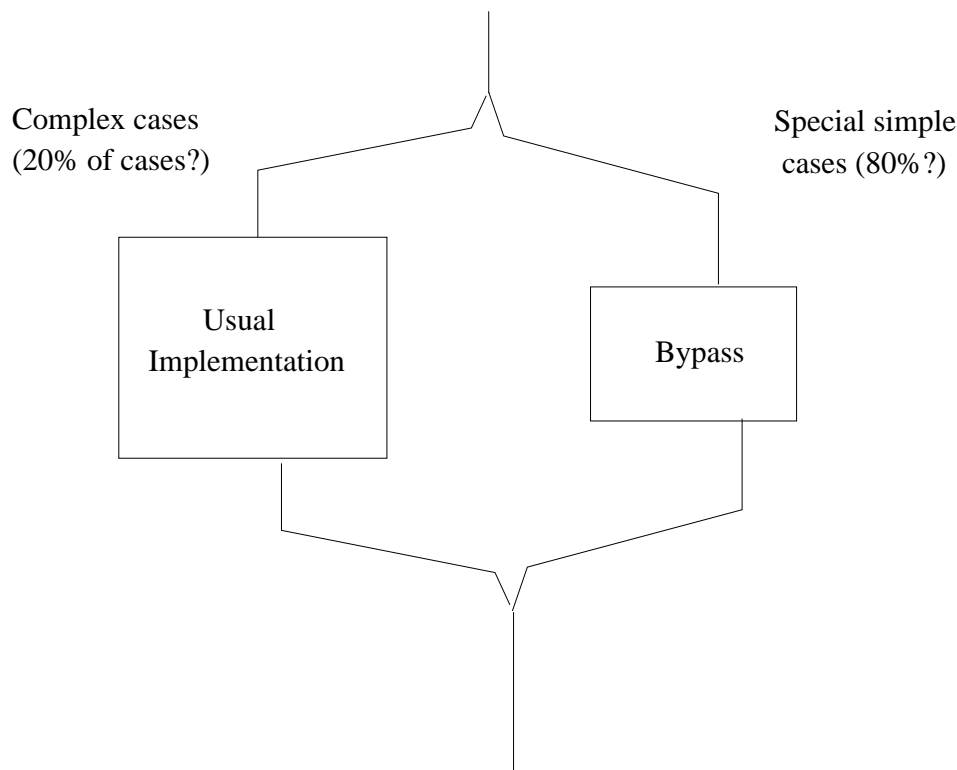 Complex cases
(20% of cases?)
Special simple
cases (80%?)
Usual
Implementation
Bypass